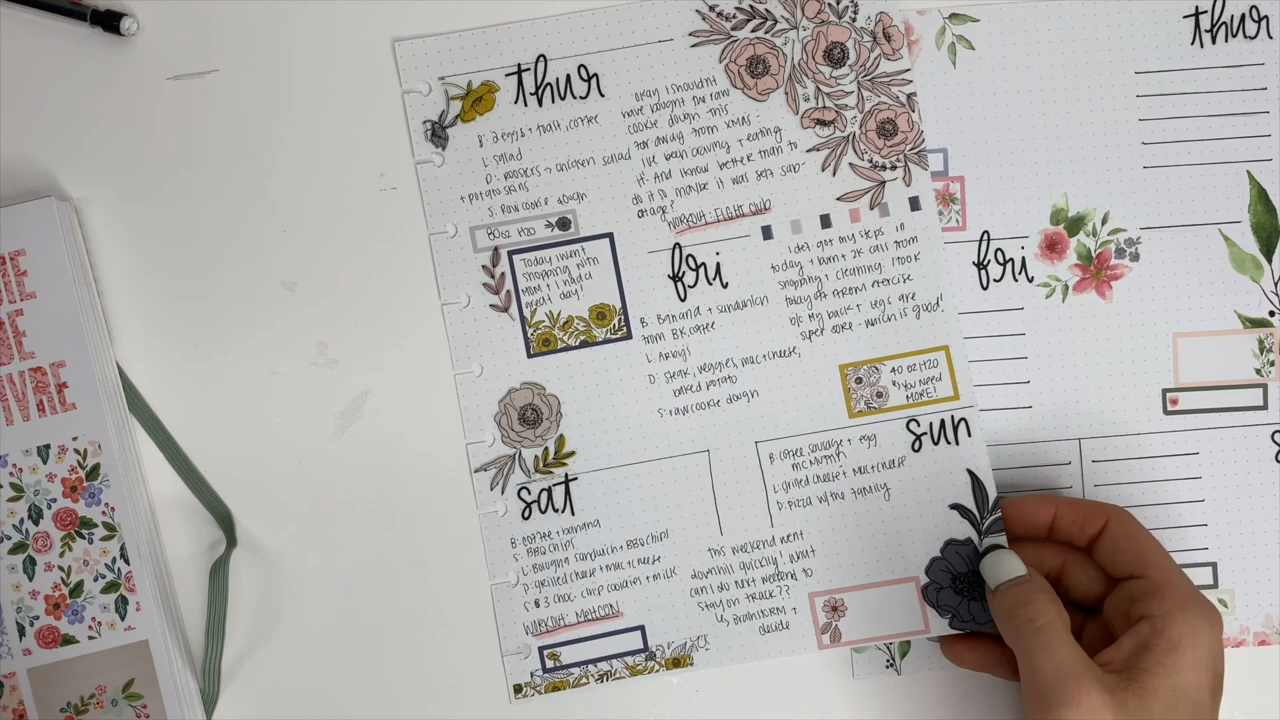 thur
B: 2 eggs + toast, coffee
L: salad
D: Rooster's -> chicken salad
+ potato skins
S: Raw cookie dough
80oz H2O
Okay I shouldn't
have bought the raw
cookie dough this
far away from xmas.
I've been craving + eating
it! And I know better than to
do it so maybe it was self sab-
otage?
WORKOUT: FIGHT CLUB
Today I went
shopping with
MOM + I had a
great day!
fri
B: Banana + sandwich
from BK, coffee
L: Arby's
D: Steak, veggies, mac+cheese,
baked potato
S: raw cookie dough
I did get my steps in
today + burn + 2K cals from
shopping + cleaning. I took
today off from exercise
b/c my back + legs are
super sore - which is good!
40 oz H2O
You Need
MORE!
sat
B: coffee + banana
S: BBQ chips
L: Bologna sandwich + BBQ chips
D: grilled cheese + mac + cheese
S: 3 choc chip cookies + milk
WORKOUT: METCON
sun
B: coffee, sausage + egg
mcMuffin
L: grilled cheese + Mac + cheese
D: Pizza w/ the family
this weekend went
downhill quickly! What
can I do next weekend to
stay on track??
Brainstorm +
decide
thur
fri
IVRE